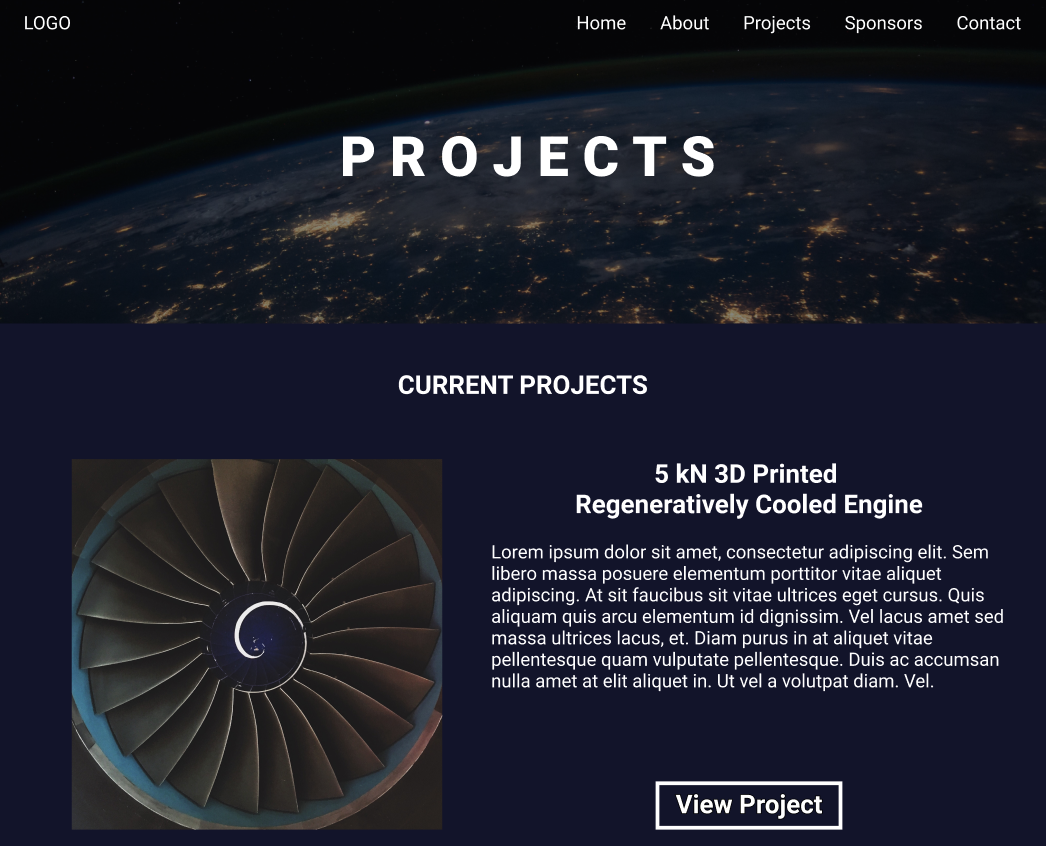 LOGO
Home About Projects Sponsors Contact
PROJECTS
CURRENT PROJECTS
5 kN 3D Printed
Regeneratively Cooled Engine
Lorem ipsum dolor sit amet, consectetur adipiscing elit. Sem
libero massa posuere elementum porttitor vitae aliquet
adipiscing. At sit faucibus sit vitae ultrices eget cursus. Quis
aliquam quis arcu elementum id dignissim. Vel lacus amet sed
massa ultrices lacus, et. Diam purus in at aliquet vitae
pellentesque quam vulputate pellentesque. Duis ac accumsan
nulla amet at elit aliquet in. Ut vel a volutpat diam. Vel.
View Project